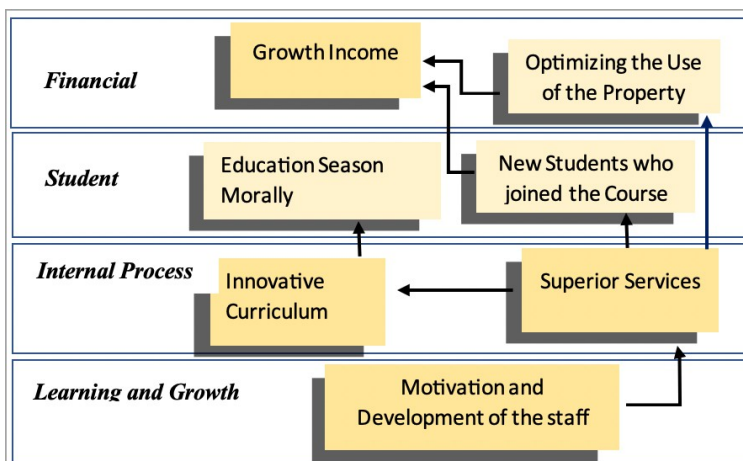 Financial
Growth Income
Optimizing the Use
of the Property
Student
Education Season
Morally
New Students who
joined the Course
Internal Process
Innovative
Curriculum
Superior Services
Learning and Growth
Motivation and
Development of the staff